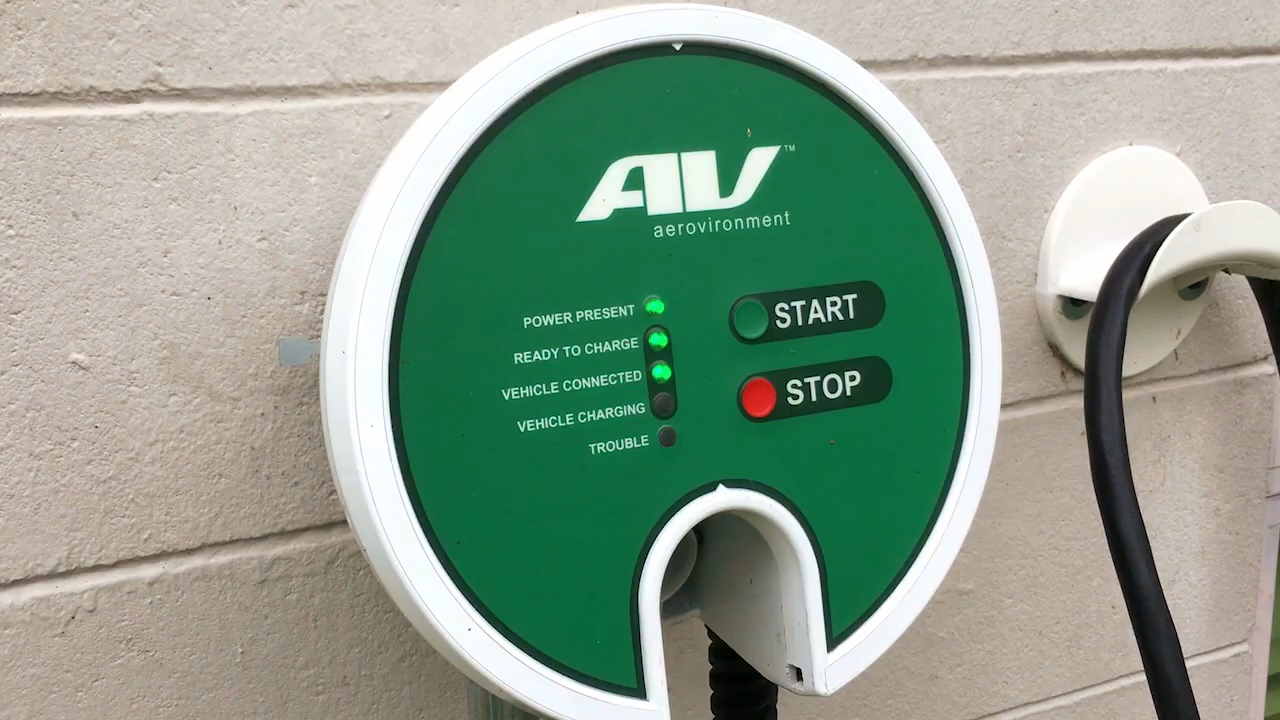 AV™
aerovironment
POWER PRESENT
READY TO CHARGE
VEHICLE CONNECTED
VEHICLE CHARGING
TROUBLE
START
STOP